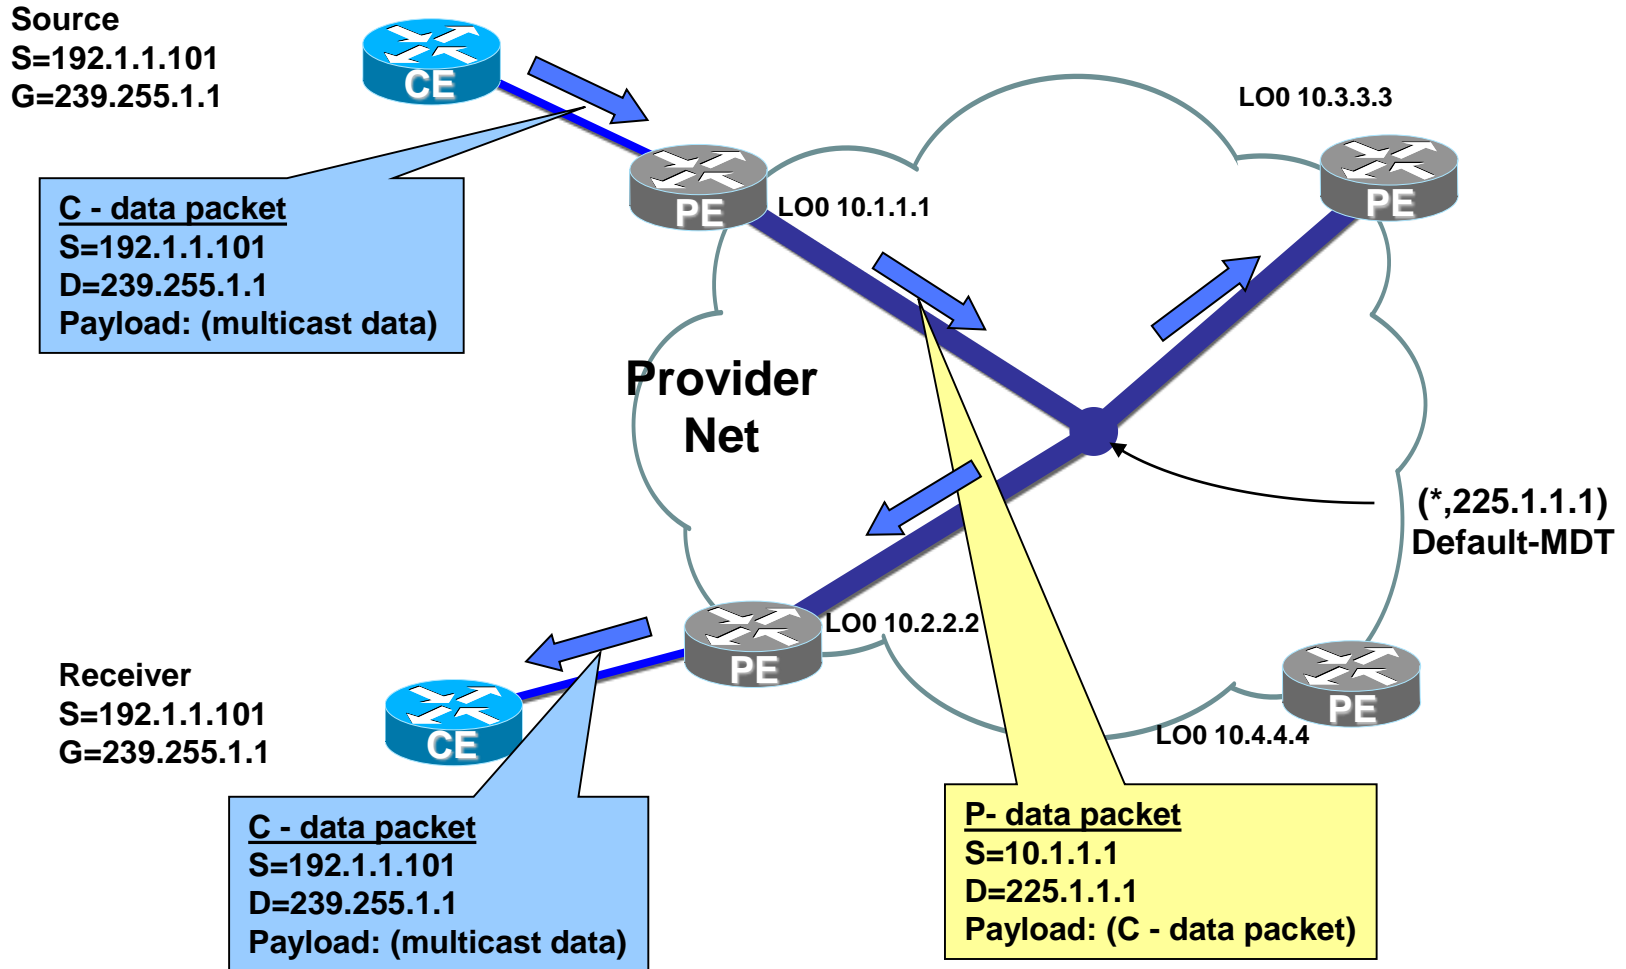 Source
S=192.1.1.101
G=239.255.1.1
CE
LO0 10.3.3.3
PE
LO0 10.1.1.1
PE
C - data packet
S=192.1.1.101
D=239.255.1.1
Payload: (multicast data)
Provider
Net
(*,225.1.1.1)
Default-MDT
LO0 10.2.2.2
PE
Receiver
S=192.1.1.101
G=239.255.1.1
CE
PE
LO0 10.4.4.4
C - data packet
S=192.1.1.101
D=239.255.1.1
Payload: (multicast data)
P- data packet
S=10.1.1.1
D=225.1.1.1
Payload: (C - data packet)